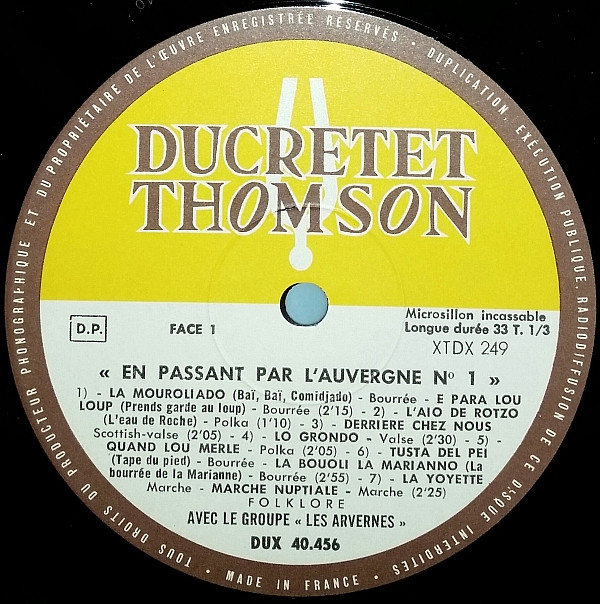 TOUS DROITS DU PRODUCTEUR PHONOGRAPHIQUE ET DU PROPRIÉTAIRE DE L'ŒUVRE ENREGISTRÉE RÉSERVÉS · DUPLICATION, EXÉCUTION PUBLIQUE, RADIODIFFUSION DE CE DISQUE INTERDITES
DUCRETET
THOMSON
D.P.
FACE 1
Microsillon incassable
Longue durée 33 T. 1/3
XTDX 249
« EN PASSANT PAR L'AUVERGNE Nº 1 »
1) - LA MOUROLIADO (Baï, Baï, Comidjado) - Bourrée - E PARA LOU
LOUP (Prends garde au loup) - Bourrée (2'15) - 2) - L'AIO DE ROTZO
(L'eau de Roche) - Polka (1'10) - 3) - DERRIERE CHEZ NOUS
Scottish-valse (2'05) - 4) - LO GRONDO - Valse (2'30) - 5) -
QUAND LOU MERLE - Polka (2'05) - 6) - TUSTA DEL PEI
(Tape du pied) - Bourrée - LA BOUOLI LA MARIANNO (La
bourrée de la Marianne) - Bourrée (2'55) - 7) - LA YOYETTE
Marche - MARCHE NUPTIALE - Marche (2'25)
FOLKLORE
AVEC LE GROUPE « LES ARVERNES »
DUX 40.456
· MADE IN FRANCE ·